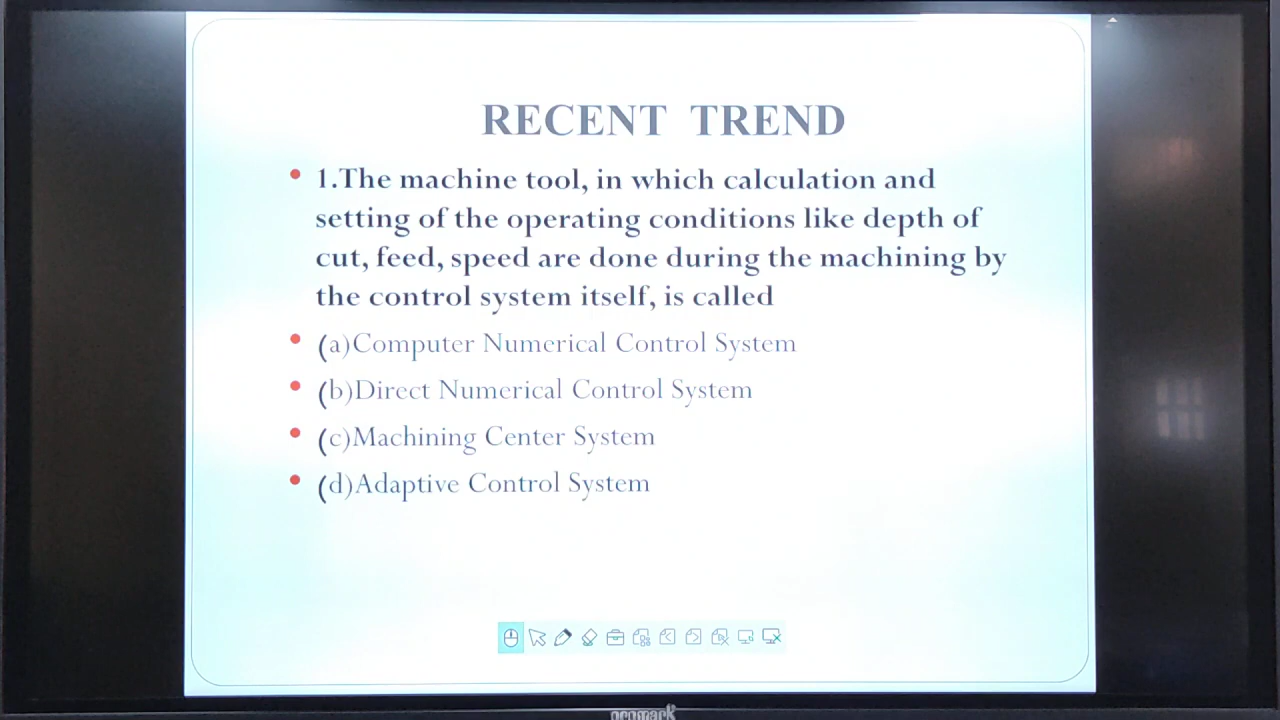 RECENT TREND
1.The machine tool, in which calculation and
setting of the operating conditions like depth of
cut, feed, speed are done during the machining by
the control system itself, is called
(a)Computer Numerical Control System
(b)Direct Numerical Control System
(c)Machining Center System
(d)Adaptive Control System